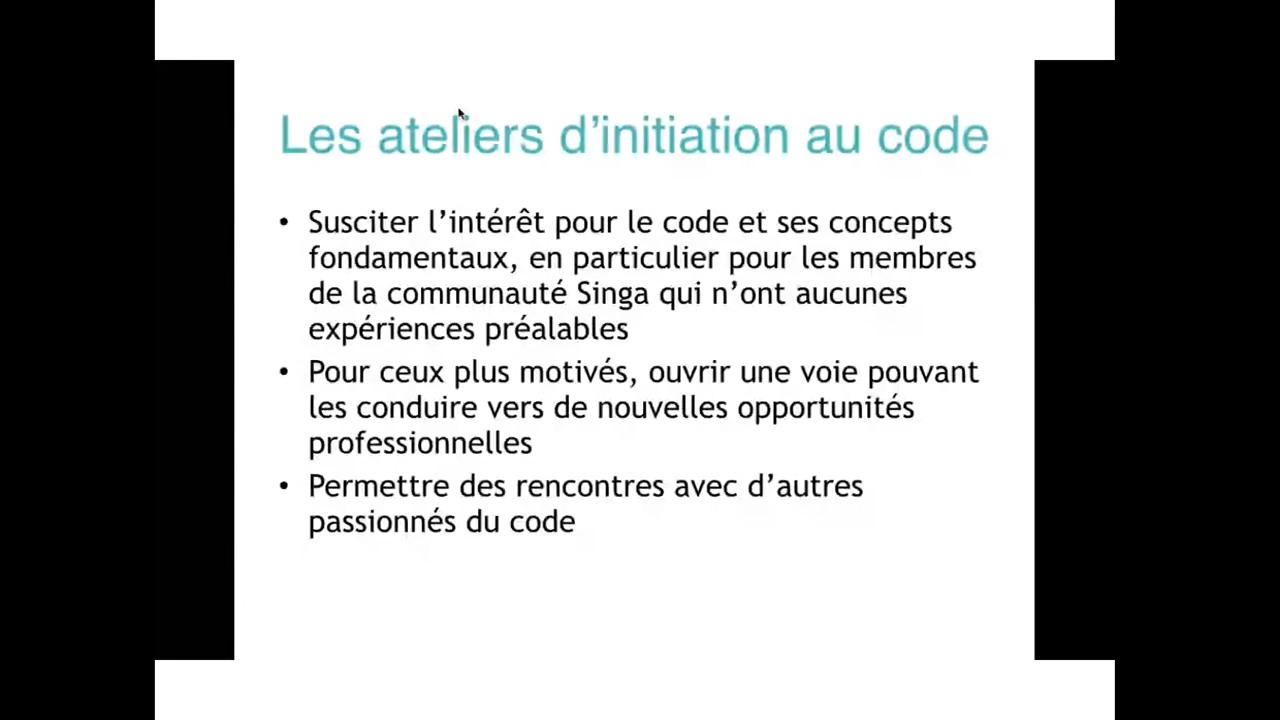 Les ateliers d’initiation au code
• Susciter l’intérêt pour le code et ses concepts
fondamentaux, en particulier pour les membres
de la communauté Singa qui n’ont aucunes
expériences préalables
• Pour ceux plus motivés, ouvrir une voie pouvant
les conduire vers de nouvelles opportunités
professionnelles
• Permettre des rencontres avec d’autres
passionnés du code